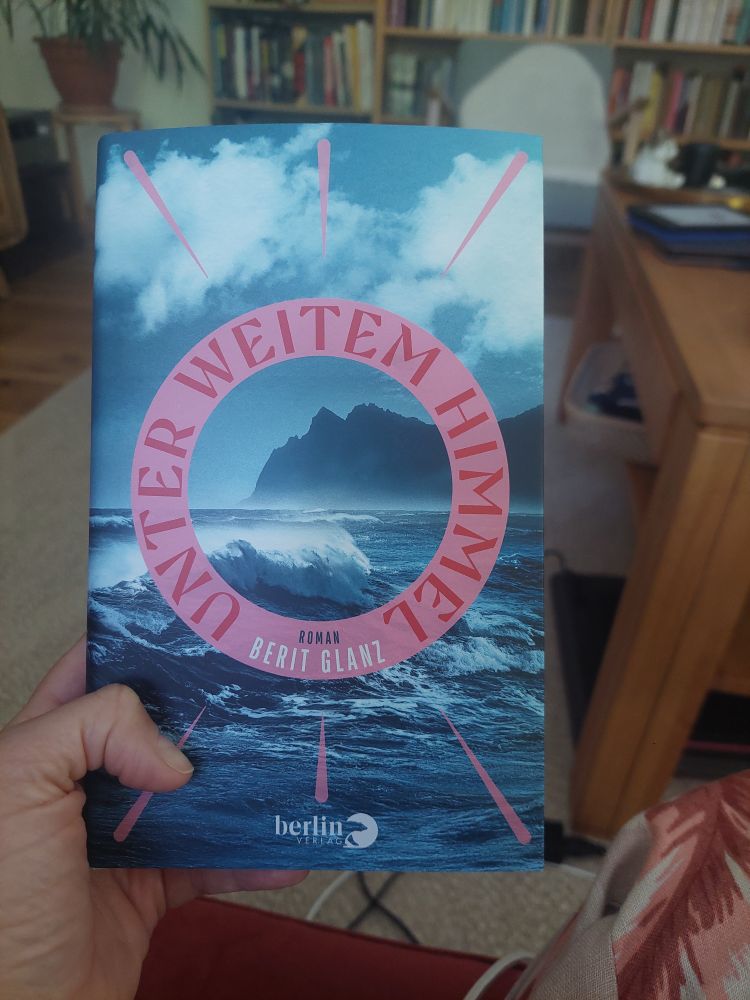 UNTER WEITEM HIMMEL
ROMAN
BERIT GLANZ
berlin
VERLAG